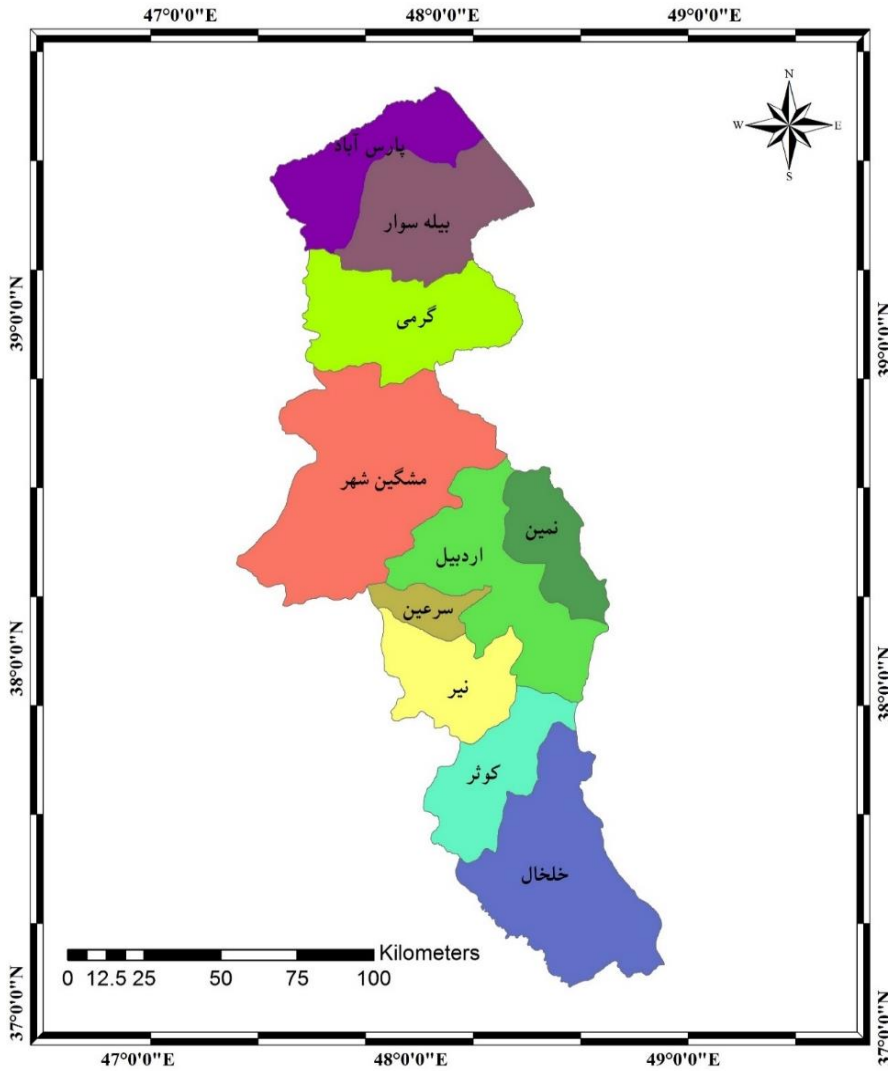 47°0'0"E 48°0'0"E 49°0'0"E
N
W E
S
پارس آباد
بیله سوار
39°0'0"N
39°0'0"N
گرمی
مشگین شهر
نمین
اردبیل
سرعین
38°0'0"N
38°0'0"N
نیر
کوثر
خلخال
Kilometers
0 12.5 25 50 75 100
37°0'0"N
37°0'0"N
47°0'0"E 48°0'0"E 49°0'0"E